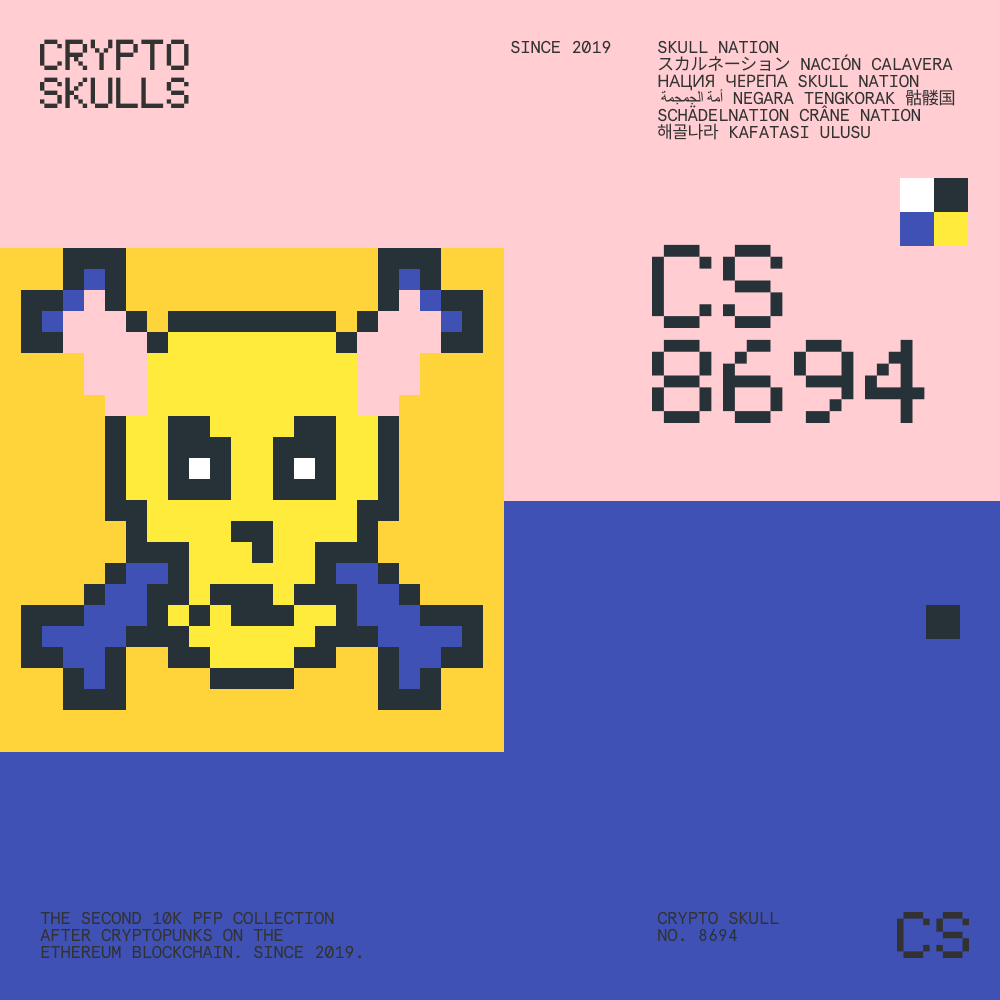 CRYPTO
SKULLS
SINCE 2019
SKULL NATION
スカルネーション NACIÓN CALAVERA
НАЦИЯ ЧЕРЕПА SKULL NATION
أمة الجمجمة NEGARA TENGKORAK 骷髅国
SCHÄDELNATION CRÂNE NATION
해골나라 KAFATASI ULUSU
CS
8694
THE SECOND 10K PFP COLLECTION
AFTER CRYPTOPUNKS ON THE
ETHEREUM BLOCKCHAIN. SINCE 2019.
CRYPTO SKULL
NO. 8694
CS